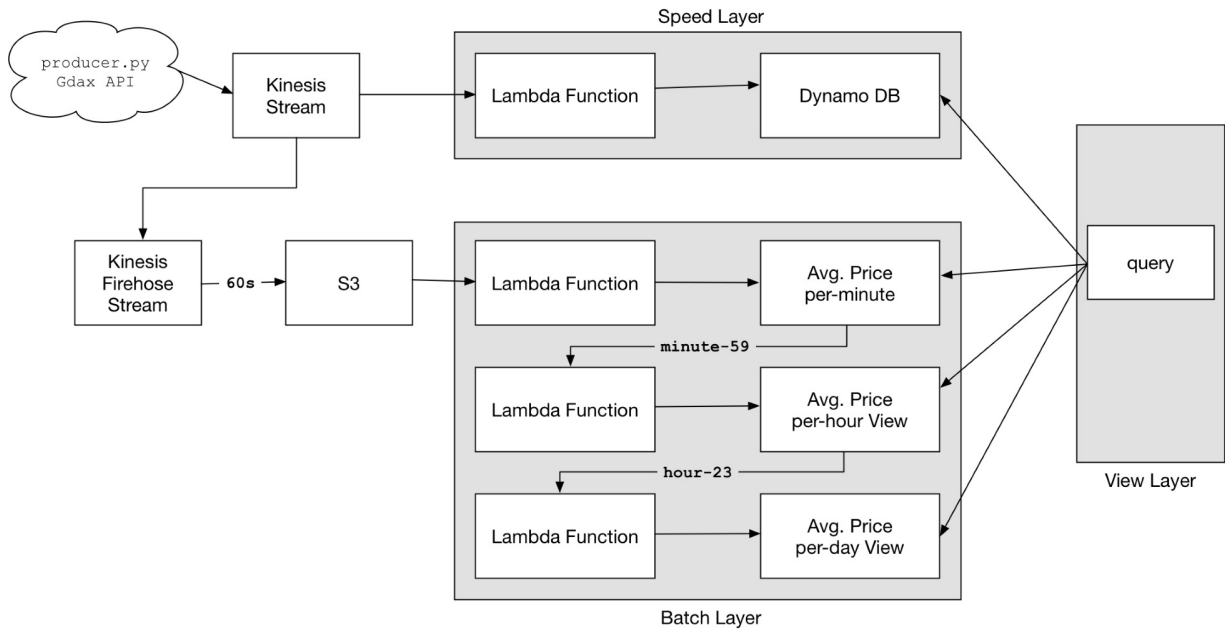 Speed Layer
producer.py
Gdax API
Kinesis
Stream
Lambda Function
Dynamo DB
Kinesis
Firehose
Stream
60s
S3
Lambda Function
Avg. Price
per-minute
query
minute-59
Lambda Function
Avg. Price
per-hour View
hour-23
View Layer
Lambda Function
Avg. Price
per-day View
Batch Layer